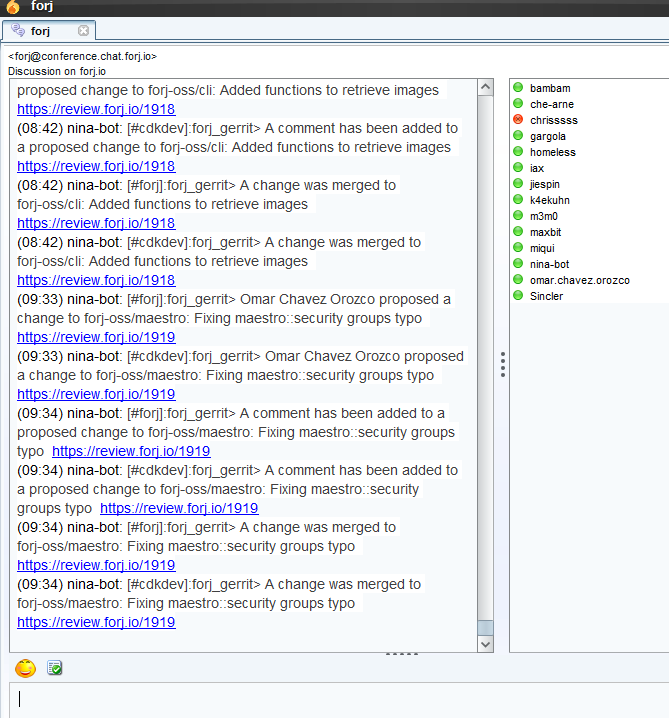 forj
forj
<forj@conference.chat.forj.io>
Discussion on forj.io
proposed change to forj-oss/cli: Added functions to retrieve images
https://review.forj.io/1918
(08:42) nina-bot: [#cdkdev]:forj_gerrit> A comment has been added to
a proposed change to forj-oss/cli: Added functions to retrieve images
https://review.forj.io/1918
(08:42) nina-bot: [#forj]:forj_gerrit> A change was merged to
forj-oss/cli: Added functions to retrieve images
https://review.forj.io/1918
(08:42) nina-bot: [#cdkdev]:forj_gerrit> A change was merged to
forj-oss/cli: Added functions to retrieve images
https://review.forj.io/1918
(09:33) nina-bot: [#forj]:forj_gerrit> Omar Chavez Orozco proposed a
change to forj-oss/maestro: Fixing maestro::security groups typo
https://review.forj.io/1919
(09:33) nina-bot: [#cdkdev]:forj_gerrit> Omar Chavez Orozco proposed
a change to forj-oss/maestro: Fixing maestro::security groups typo
https://review.forj.io/1919
(09:34) nina-bot: [#forj]:forj_gerrit> A comment has been added to a
proposed change to forj-oss/maestro: Fixing maestro::security groups
typo https://review.forj.io/1919
(09:34) nina-bot: [#cdkdev]:forj_gerrit> A comment has been added to
a proposed change to forj-oss/maestro: Fixing maestro::security
groups typo https://review.forj.io/1919
(09:34) nina-bot: [#forj]:forj_gerrit> A change was merged to
forj-oss/maestro: Fixing maestro::security groups typo
https://review.forj.io/1919
(09:34) nina-bot: [#cdkdev]:forj_gerrit> A change was merged to
forj-oss/maestro: Fixing maestro::security groups typo
https://review.forj.io/1919
bambam
che-arne
chrisssss
gargola
homeless
iax
jiespin
k4ekuhn
m3m0
maxbit
miqui
nina-bot
omar.chavez.orozco
Sincler